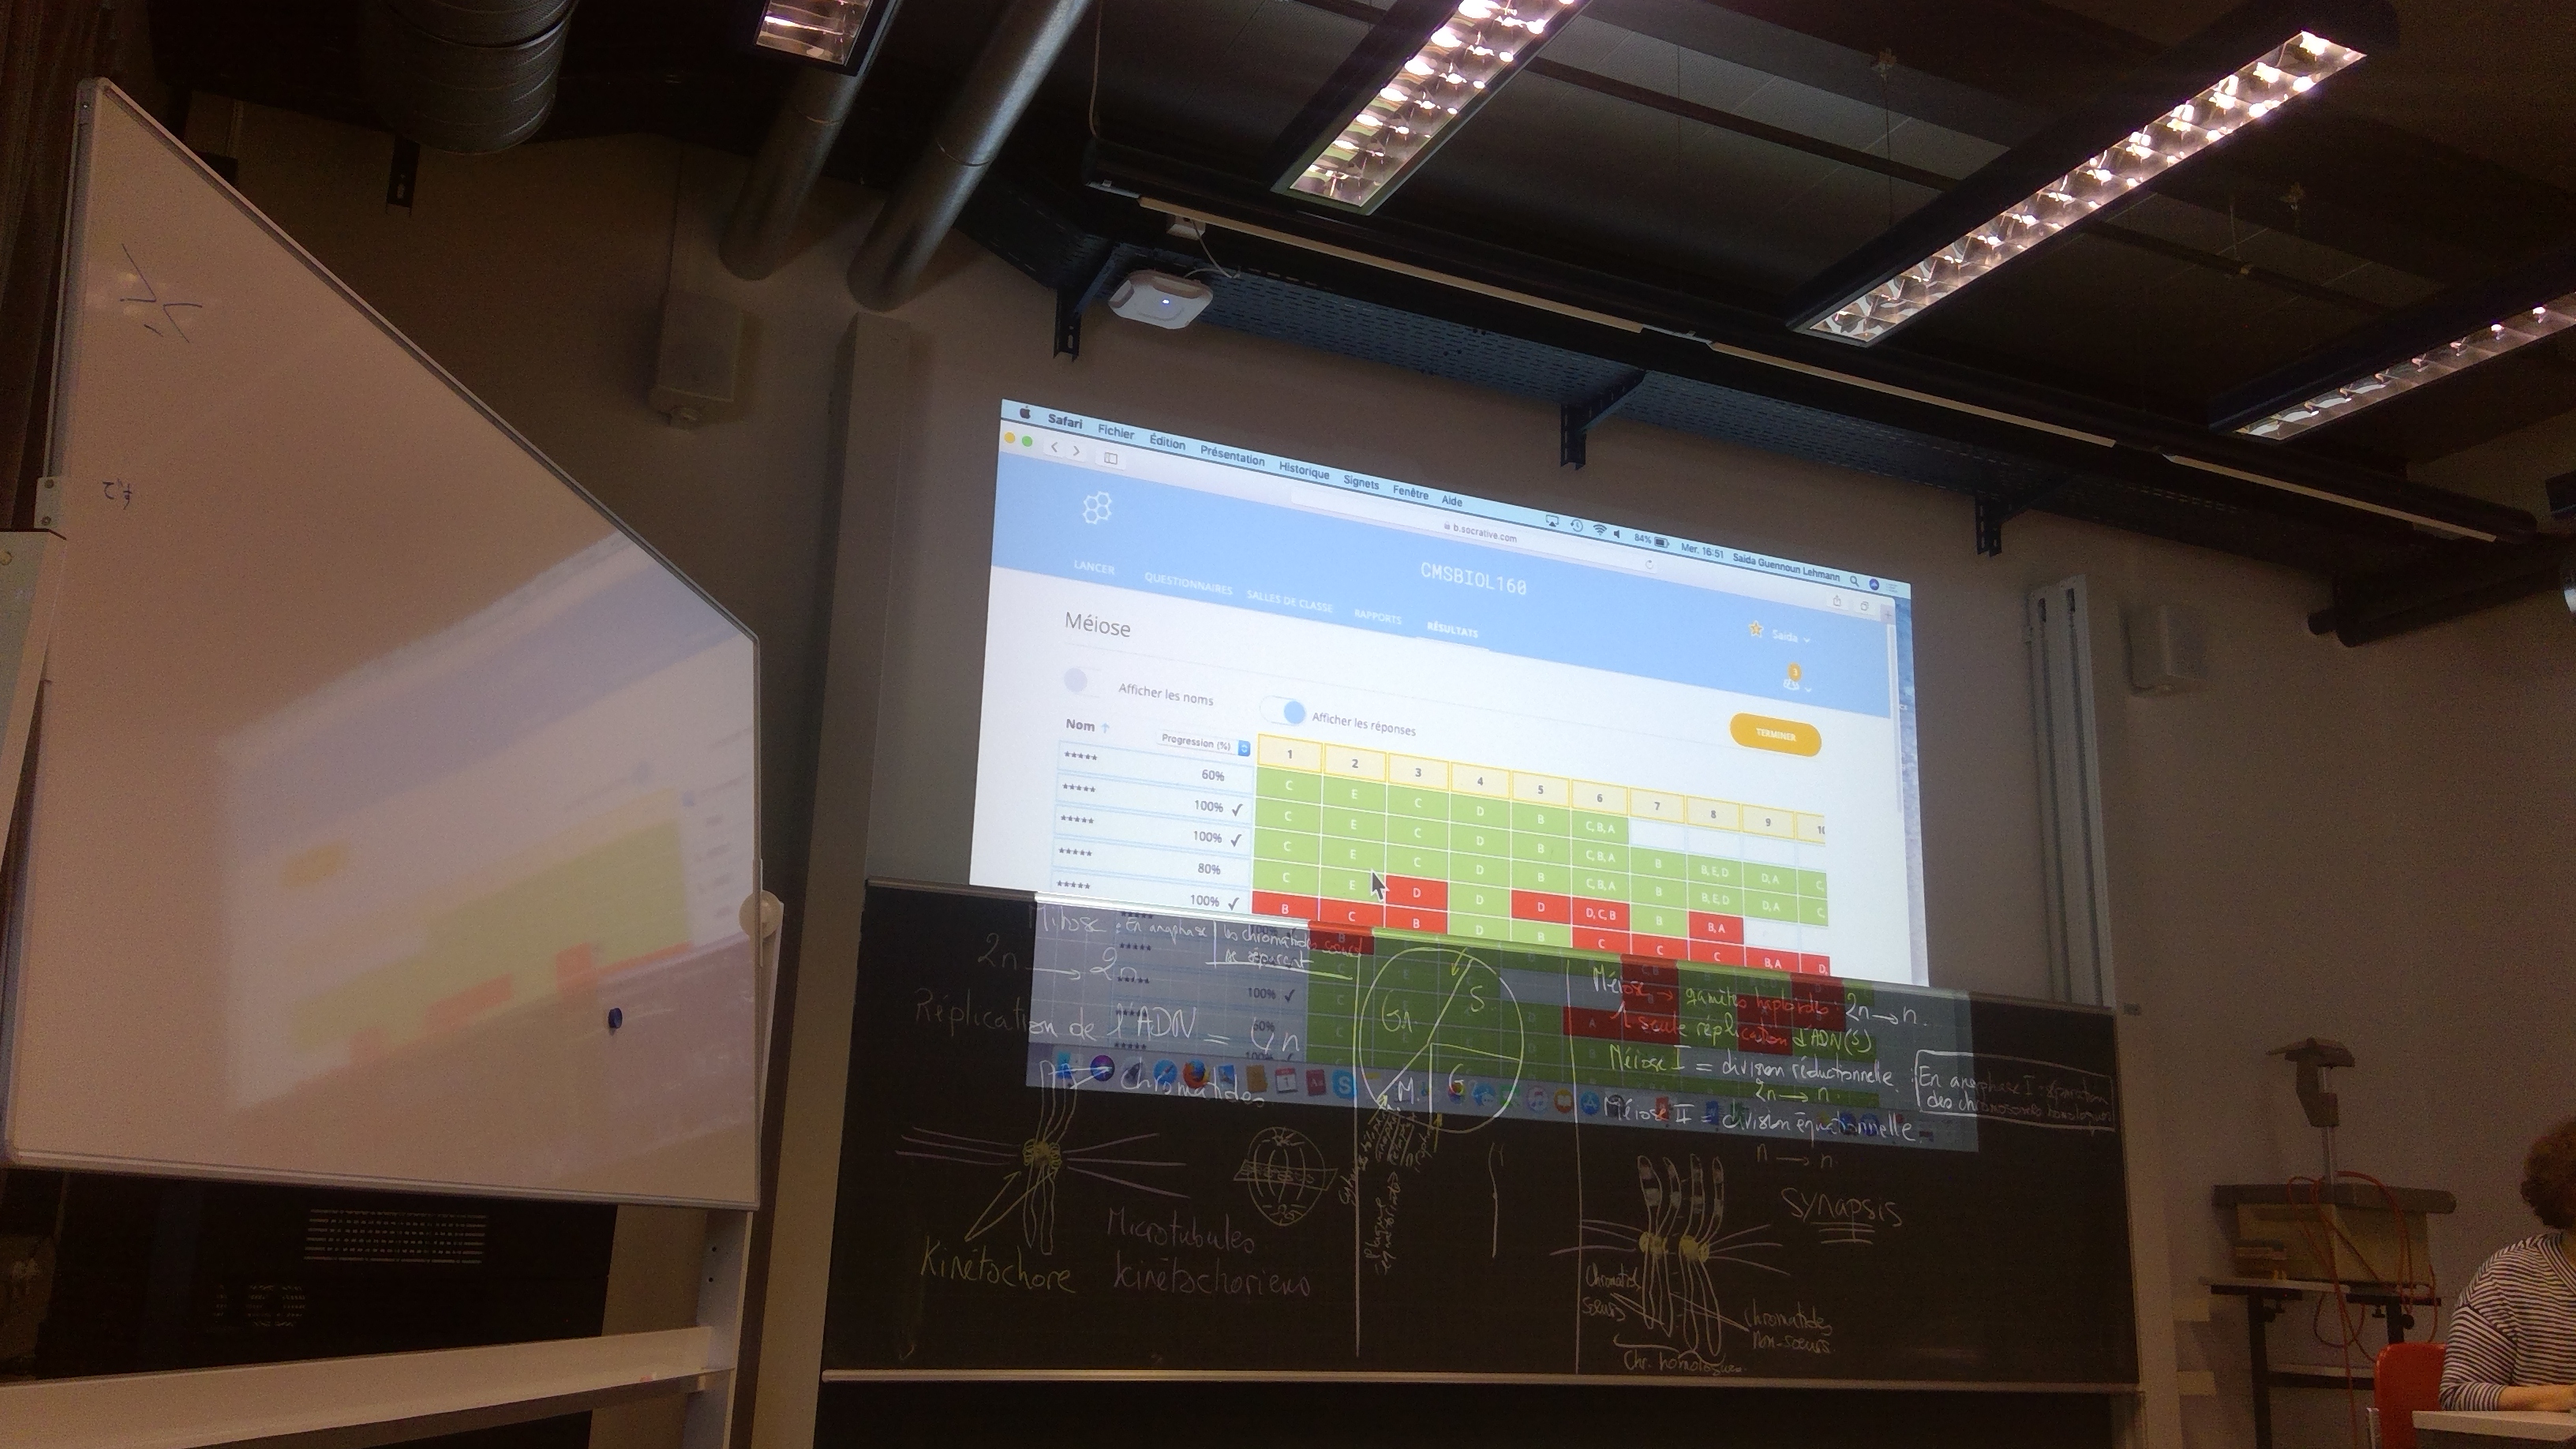 Safari Fichier Édition Présentation Historique Signets Fenêtre Aide 84% Mer. 16:51 Saida Guennoun Lehmann
b.socrative.com
CMSBIOL160
LANCER QUESTIONNAIRES SALLES DE CLASSE RAPPORTS RÉSULTATS
Saida
3
Méiose
Afficher les noms
Afficher les réponses
TERMINER
Nom ↑ Progression (%) 1 2 3 4 5 6 7 8 9 10
***** 60% C E C D B C, B, A
***** 100% ✓ C E C D B C, B, A B B, E, D D, A C,
***** 100% ✓ C E C D B C, B, A B B, E, D D, A C,
***** 80% C E D D D D, C, B B B, A
***** 100% ✓ B C B D B C C B, A D,
Mitose : En anaphase les chromatides soeurs
se séparent
2n → 2n
Réplication de l'ADN = 4n
chromatides
Kinétochore
Microtubules
kinétochoriens
G1
S
G
M
Plaque
équatoriale
Méiose → gamètes haploïdes : 2n → n.
1 seule réplication d'ADN (S)
Méiose I = division réductionnelle.
2n → n.
Méiose II = division équationnelle.
n → n.
En anaphase I séparation
des chromosomes homologues
SYNAPSIS
Chromatides
soeurs
chromatides
non-soeurs
Chr. homologues